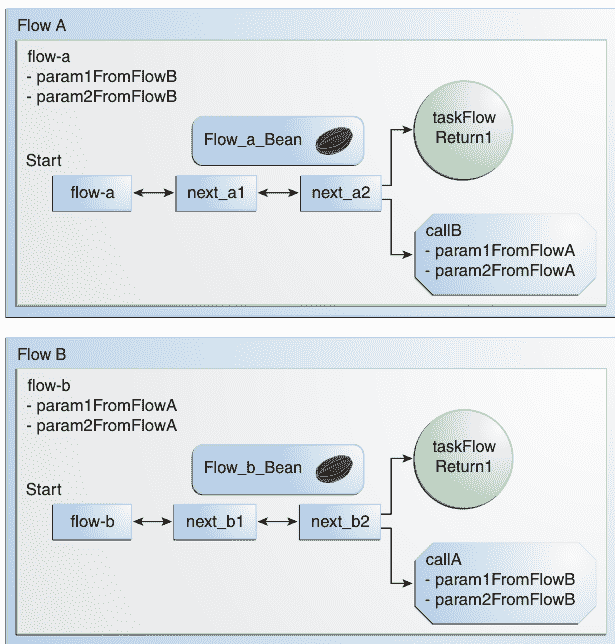 Flow A
flow-a
- param1FromFlowB
- param2FromFlowB
Flow_a_Bean
taskFlow
Return1
Start
flow-a
next_a1
next_a2
callB
- param1FromFlowA
- param2FromFlowA
Flow B
flow-b
- param1FromFlowA
- param2FromFlowA
Flow_b_Bean
taskFlow
Return1
Start
flow-b
next_b1
next_b2
callA
- param1FromFlowB
- param2FromFlowB